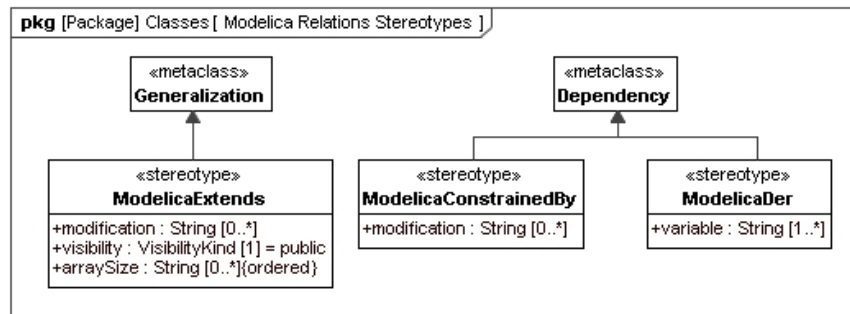 pkg [Package] Classes [ Modelica Relations Stereotypes ]
«metaclass»
Generalization
«metaclass»
Dependency
«stereotype»
ModelicaExtends
+modification : String [0..*]
+visibility : VisibilityKind [1] = public
+arraySize : String [0..*]{ordered}
«stereotype»
ModelicaConstrainedBy
+modification : String [0..*]
«stereotype»
ModelicaDer
+variable : String [1..*]